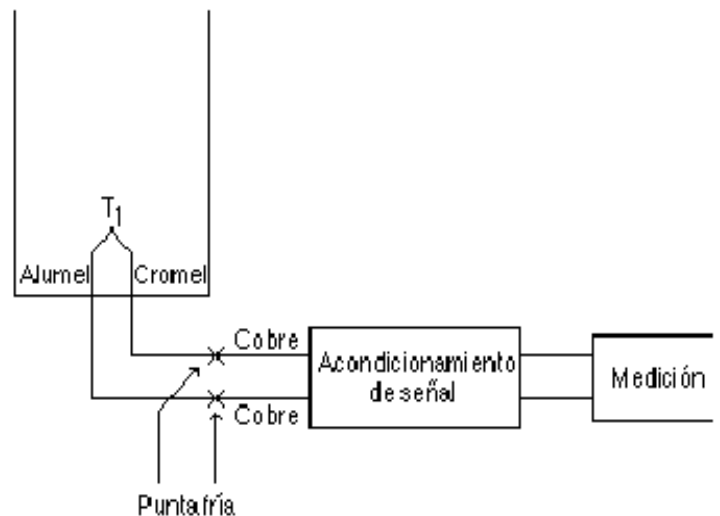 T1
Alumel
Cromel
Cobre
Acondicionamiento
de señal
Medición
Cobre
Punta fría